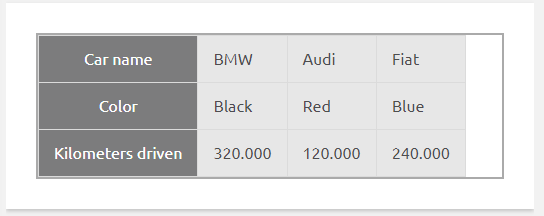 Car name BMW Audi Fiat
Color Black Red Blue
Kilometers driven 320.000 120.000 240.000